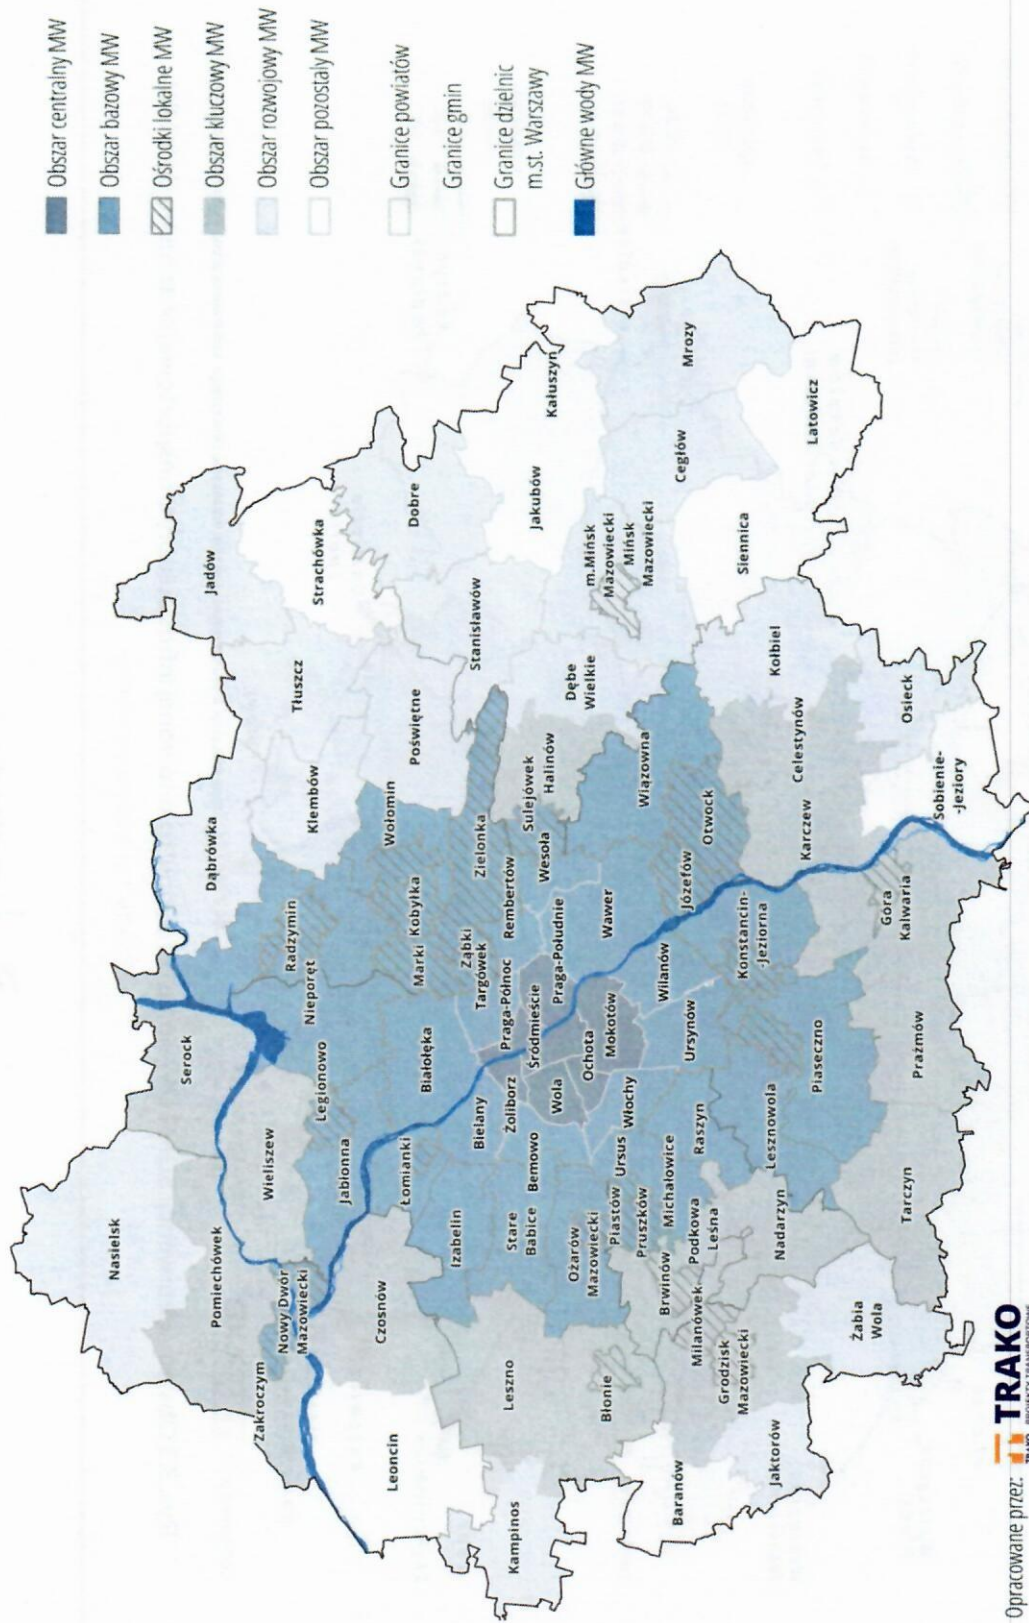 Nasielsk
Serock
Jadów
Dąbrówka
Pomiechówek
Zakroczym
Wieliszew
Nowy Dwór
Mazowiecki
Nieporęt
Radzymin
Klembów
Tłuszcz
Strachówka
Legionowo
Jabłonna
Czosnów
Leoncin
Łomianki
Białołęka
Marki
Kobyłka
Wołomin
Poświętne
Dobre
Izabelin
Bielany
Targówek
Ząbki
Zielonka
Stanisławów
Kampinos
Leszno
Stare
Babice
Bemowo
Żoliborz
Praga-Północ
Rembertów
Sulejówek
Halinów
Wesoła
Jakubów
Kałuszyn
Śródmieście
Praga-Południe
Wola
Ochota
Mokotów
Wawer
Dębe
Wielkie
m.Mińsk
Mazowiecki
Mińsk
Mazowiecki
Ożarów
Mazowiecki
Błonie
Piastów
Ursus
Włochy
Pruszków
Michałowice
Raszyn
Ursynów
Wilanów
Józefów
Wiązowna
Otwock
Cegłów
Mrozy
Baranów
Brwinów
Milanówek
Podkowa
Leśna
Grodzisk
Mazowiecki
Nadarzyn
Lesznowola
Piaseczno
Konstancin-
-Jeziorna
Karczew
Celestynów
Kołbiel
Siennica
Latowicz
Jaktorów
Żabia
Wola
Tarczyn
Prażmów
Góra
Kalwaria
Osieck
Sobienie-
-Jeziory
Obszar centralny MW
Obszar bazowy MW
Ośrodki lokalne MW
Obszar kluczowy MW
Obszar rozwojowy MW
Obszar pozostały MW
Granice powiatów
Granice gmin
Granice dzielnic
m.st. Warszawy
Główne wody MW
Opracowane przez:
TRAKO